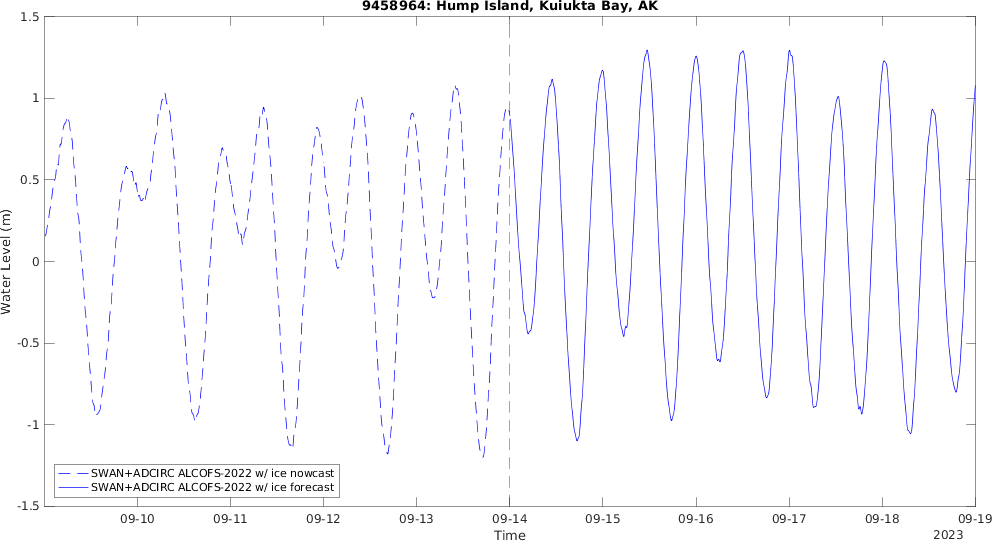 9458964: Hump Island, Kuiukta Bay, AK
1.5
1
0.5
0
-0.5
-1
-1.5
Water Level (m)
SWAN+ADCIRC ALCOFS-2022 w/ ice nowcast
SWAN+ADCIRC ALCOFS-2022 w/ ice forecast
09-10 09-11 09-12 09-13 09-14 09-15 09-16 09-17 09-18 09-19
Time
2023